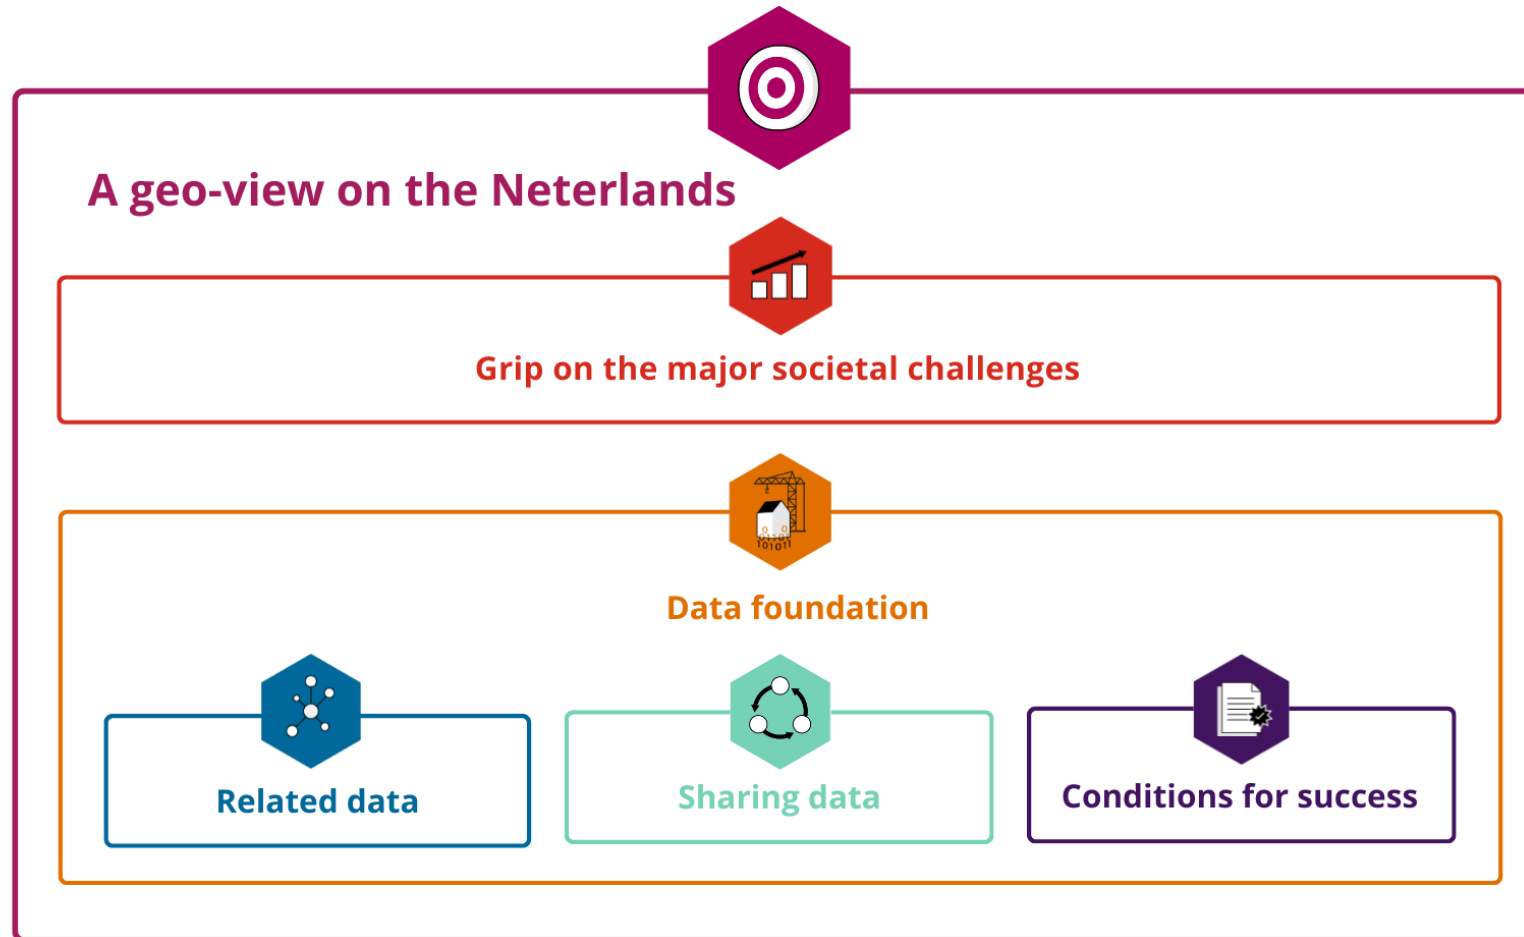 A geo-view on the Neterlands
Grip on the major societal challenges
Data foundation
Related data
Sharing data
Conditions for success